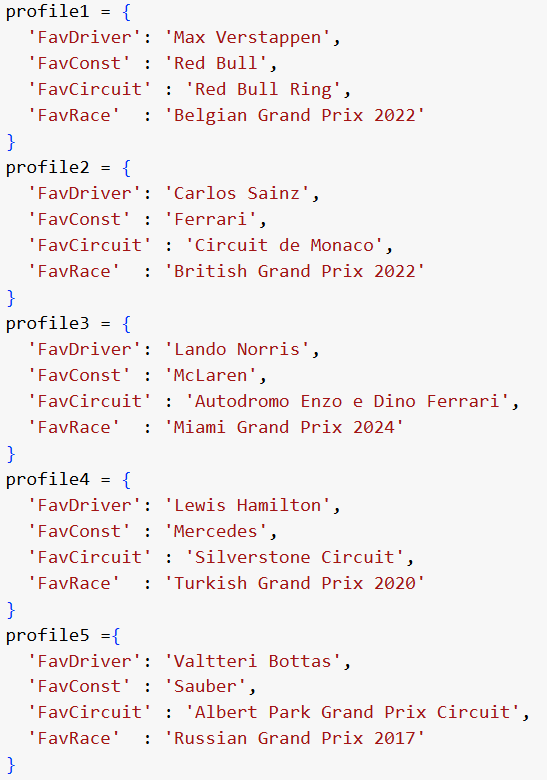 profile1 = {
  'FavDriver': 'Max Verstappen',
  'FavConst' : 'Red Bull',
  'FavCircuit' : 'Red Bull Ring',
  'FavRace'  : 'Belgian Grand Prix 2022'
}
profile2 = {
  'FavDriver': 'Carlos Sainz',
  'FavConst' : 'Ferrari',
  'FavCircuit' : 'Circuit de Monaco',
  'FavRace'  : 'British Grand Prix 2022'
}
profile3 = {
  'FavDriver': 'Lando Norris',
  'FavConst' : 'McLaren',
  'FavCircuit' : 'Autodromo Enzo e Dino Ferrari',
  'FavRace'  : 'Miami Grand Prix 2024'
}
profile4 = {
  'FavDriver': 'Lewis Hamilton',
  'FavConst' : 'Mercedes',
  'FavCircuit' : 'Silverstone Circuit',
  'FavRace'  : 'Turkish Grand Prix 2020'
}
profile5 ={
  'FavDriver': 'Valtteri Bottas',
  'FavConst' : 'Sauber',
  'FavCircuit' : 'Albert Park Grand Prix Circuit',
  'FavRace'  : 'Russian Grand Prix 2017'
}